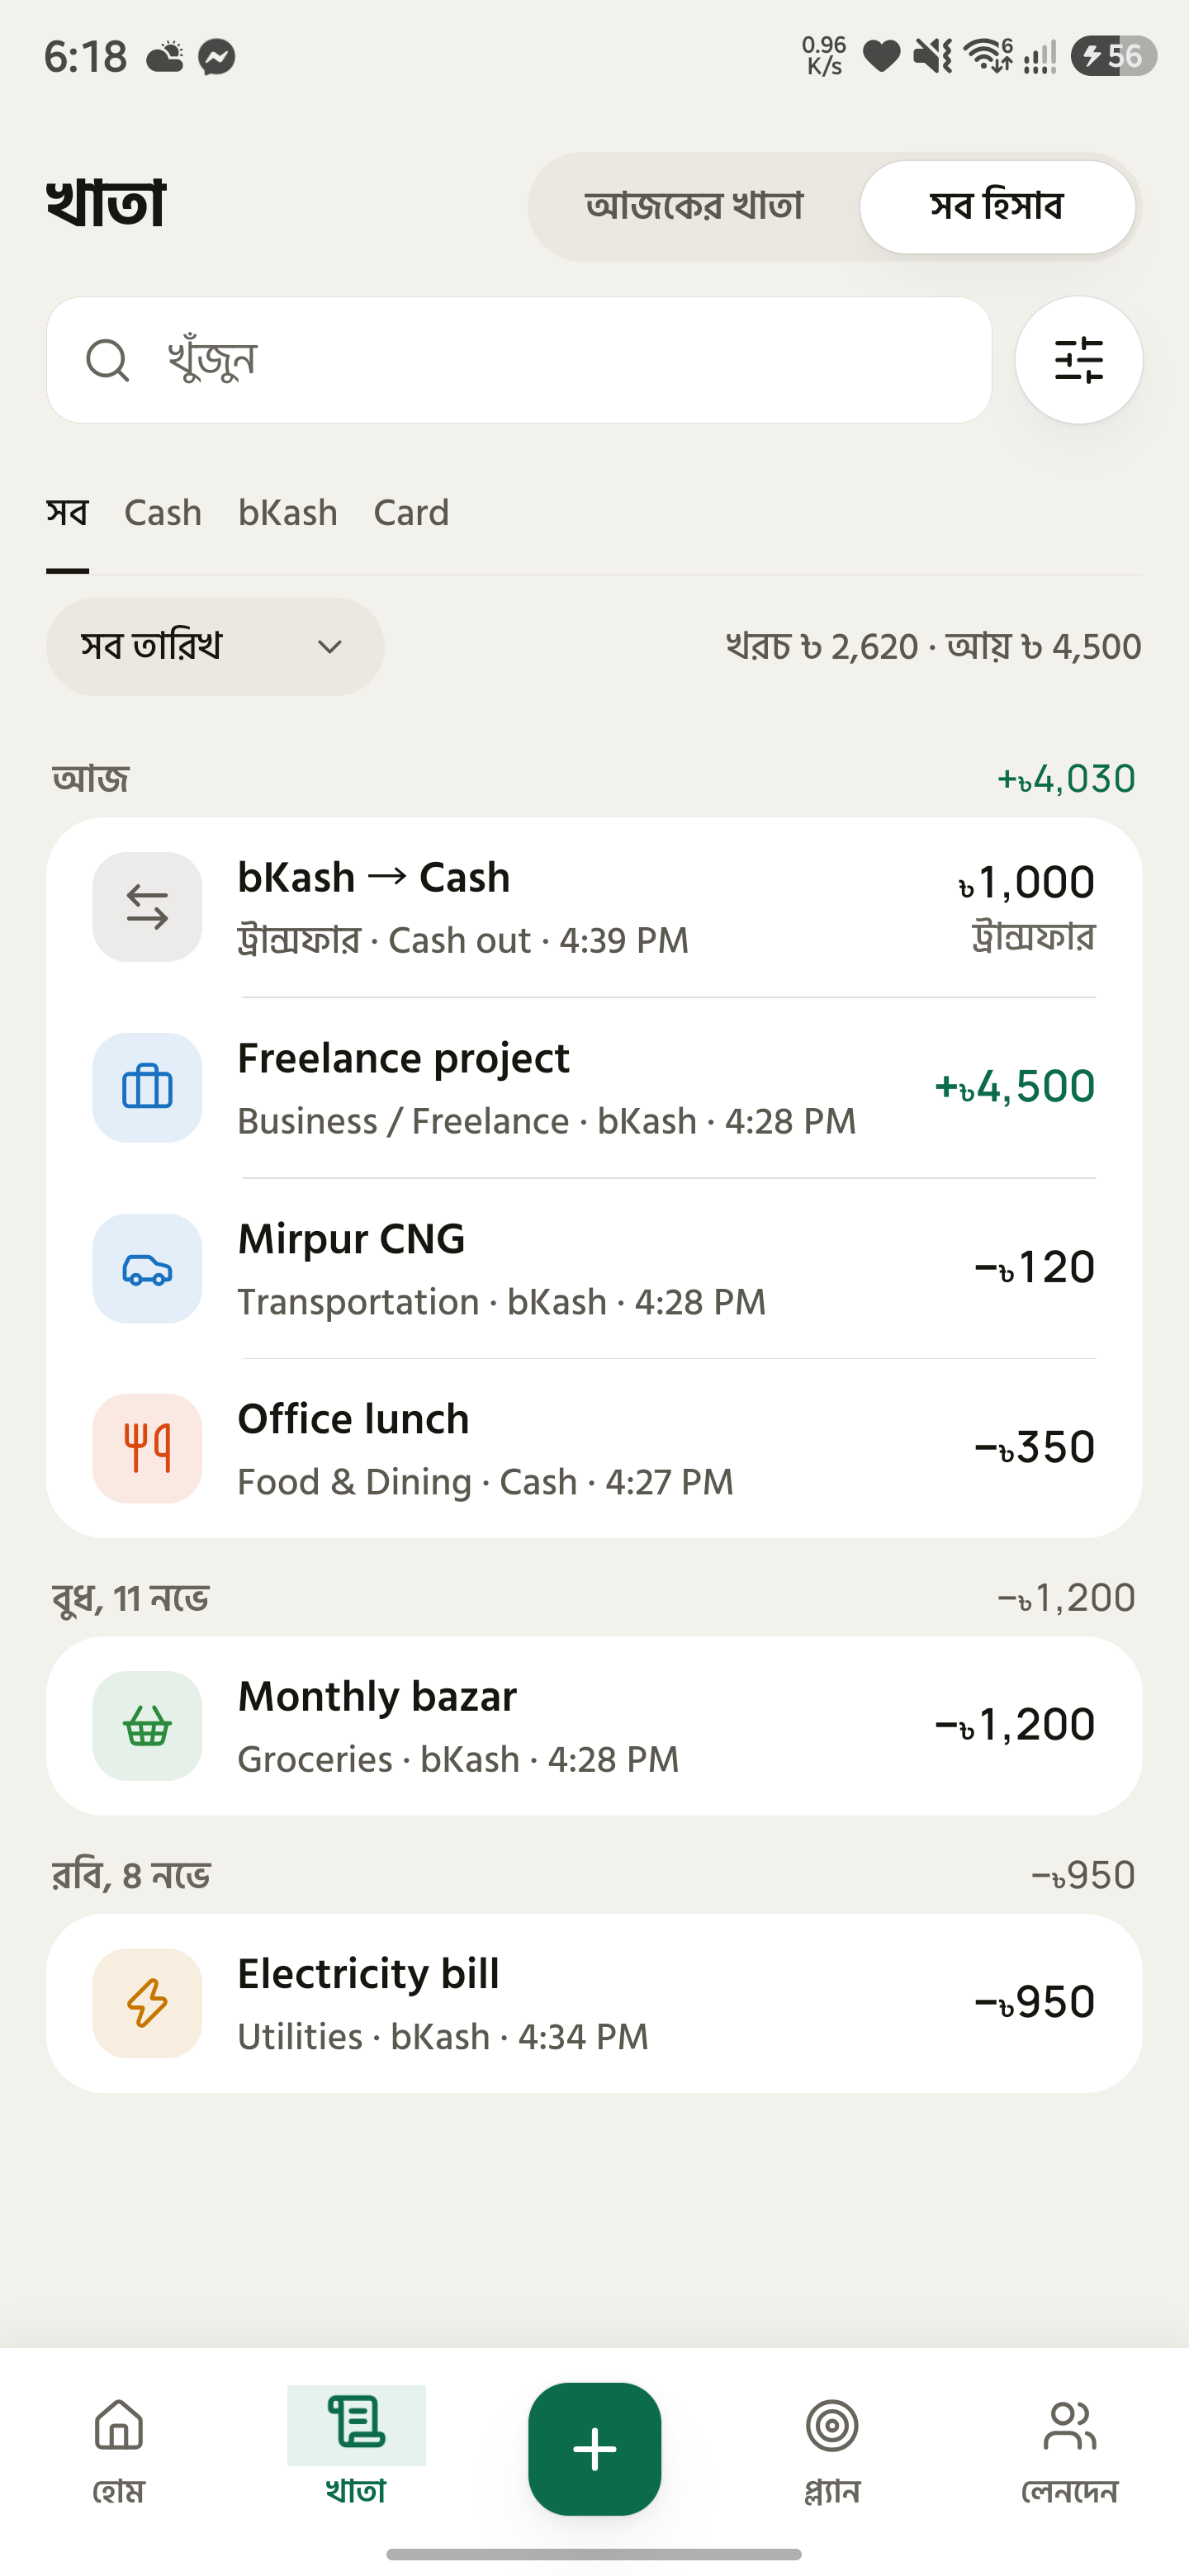 6:18
0.96 K/s
6
56
খাতা
আজকের খাতা
সব হিসাব
খুঁজুন
সব Cash bKash Card
সব তারিখ
খরচ ৳ 2,620 · আয় ৳ 4,500
আজ
+৳4,030
bKash → Cash
৳1,000
ট্রান্সফার · Cash out · 4:39 PM
ট্রান্সফার
Freelance project
+৳4,500
Business / Freelance · bKash · 4:28 PM
Mirpur CNG
−৳120
Transportation · bKash · 4:28 PM
Office lunch
−৳350
Food & Dining · Cash · 4:27 PM
বুধ, 11 নভে
−৳1,200
Monthly bazar
−৳1,200
Groceries · bKash · 4:28 PM
রবি, 8 নভে
−৳950
Electricity bill
−৳950
Utilities · bKash · 4:34 PM
হোম
খাতা
প্ল্যান
লেনদেন